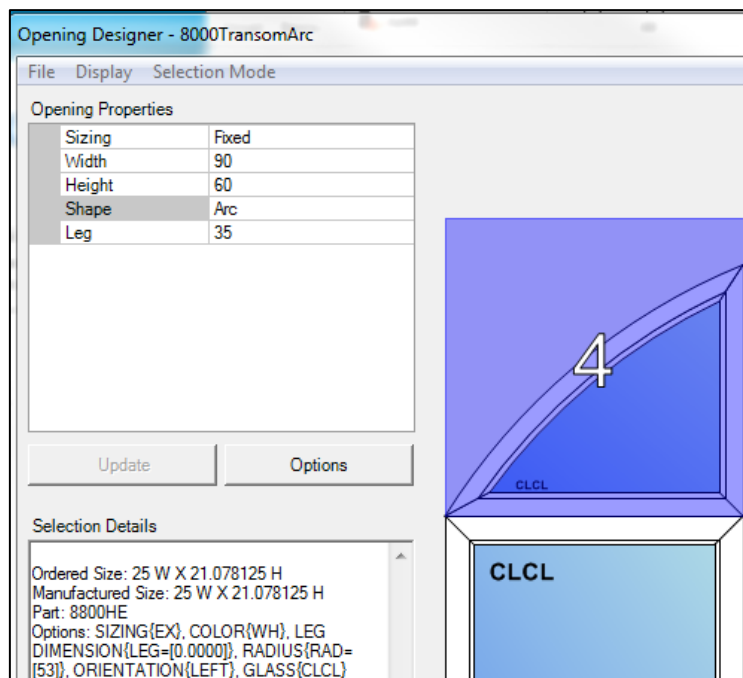 Opening Designer - 8000TransomArc
File Display Selection Mode
Opening Properties
Sizing Fixed
Width 90
Height 60
Shape Arc
Leg 35
4
CLCL
Update Options
Selection Details
CLCL
Ordered Size: 25 W X 21.078125 H
Manufactured Size: 25 W X 21.078125 H
Part: 8800HE
Options: SIZING{EX}, COLOR{WH}, LEG
DIMENSION{LEG=[0.0000]}, RADIUS{RAD=
[53]}, ORIENTATION{LEFT}, GLASS{CLCL}